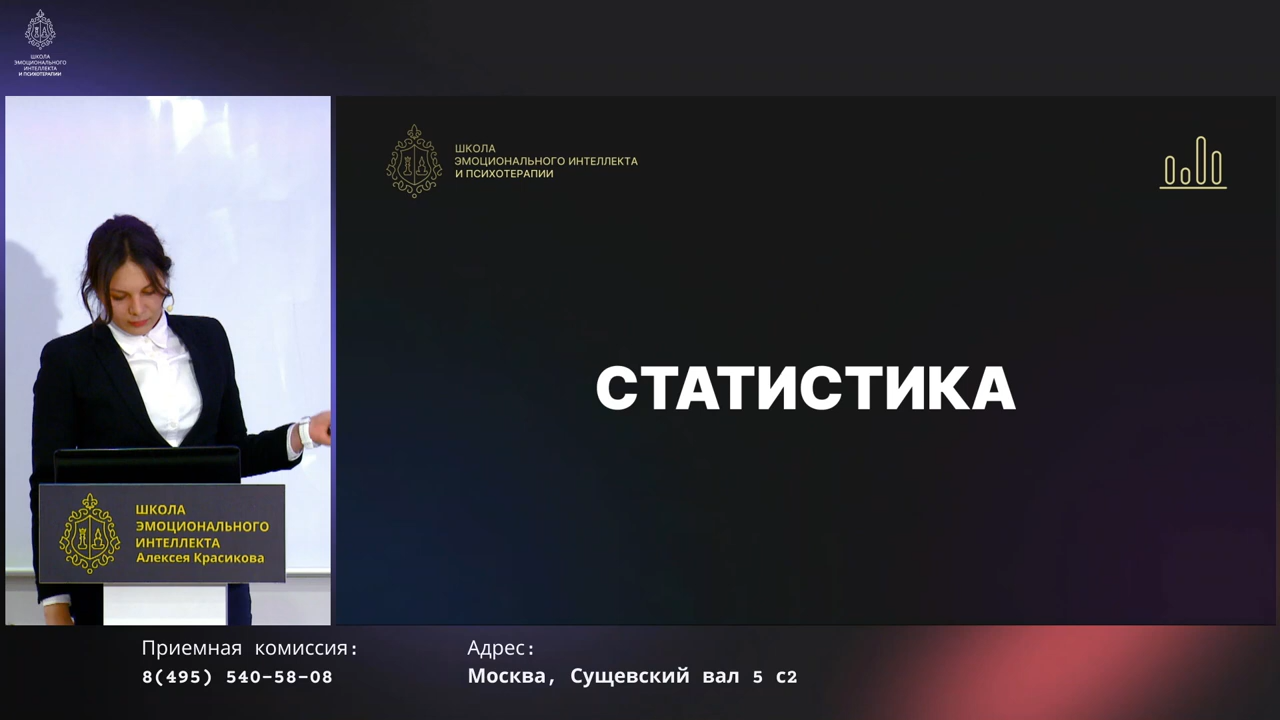 ШКОЛА
ЭМОЦИОНАЛЬНОГО
ИНТЕЛЛЕКТА
И ПСИХОТЕРАПИИ
ШКОЛА
ЭМОЦИОНАЛЬНОГО ИНТЕЛЛЕКТА
И ПСИХОТЕРАПИИ
СТАТИСТИКА
ШКОЛА
ЭМОЦИОНАЛЬНОГО
ИНТЕЛЛЕКТА
Алексея Красикова
Приемная комиссия:
8(495) 540-58-08
Адрес:
Москва, Сущевский вал 5 с2